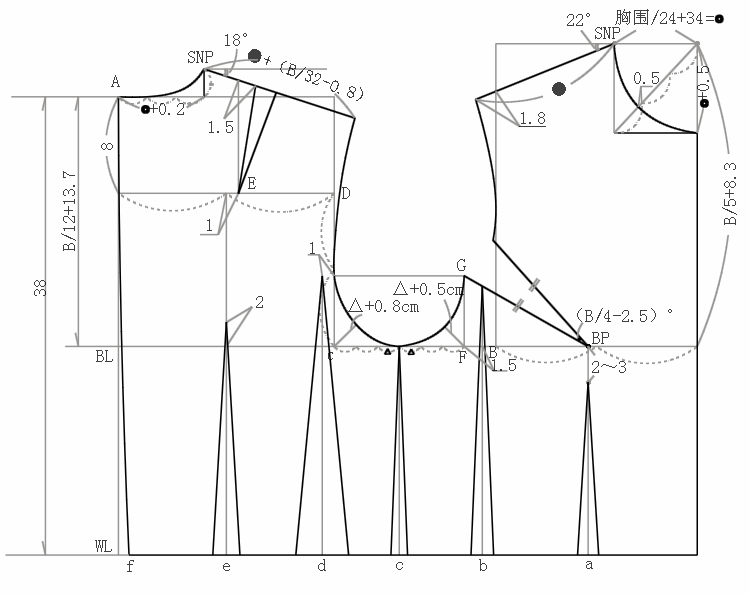 胸围/24+34=
22°
SNP
18°
+ (B/32-0.8)
SNP
0.5
+0.5
A
+0.2
1.5
1.8
8
B/5+8.3
E
D
B/12+13.7
1
1
G
38
△+0.5cm
△+0.8cm
2
(B/4-2.5) °
BP
BL
c
F
B
1.5
2～3
WL
f
e
d
c
b
a